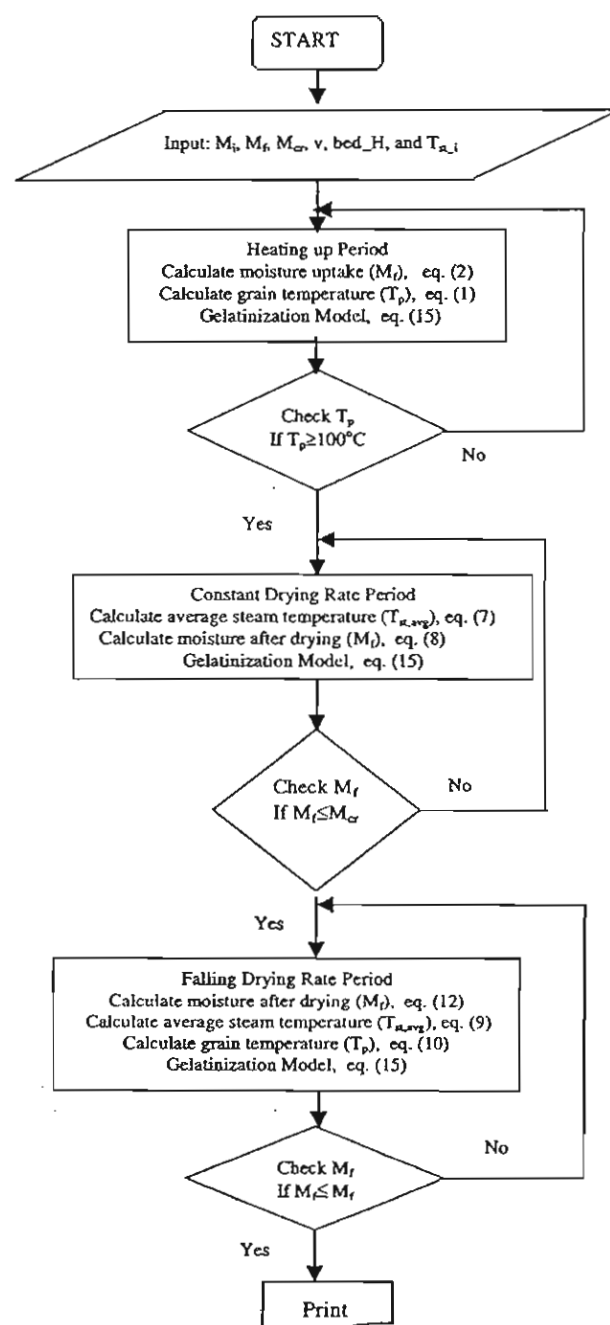 START
Input: Mi, Mf, Mcr, v, bed_H, and Tst_i
Heating up Period
Calculate moisture uptake (Mf), eq. (2)
Calculate grain temperature (Tp), eq. (1)
Gelatinization Model, eq. (15)
Check Tp
If Tp≥100°C
No
Yes
Constant Drying Rate Period
Calculate average steam temperature (Tst,avg), eq. (7)
Calculate moisture after drying (Mf), eq. (8)
Gelatinization Model, eq. (15)
Check Mf
If Mf≤Mcr
No
Yes
Falling Drying Rate Period
Calculate moisture after drying (Mf), eq. (12)
Calculate average steam temperature (Tst,avg), eq. (9)
Calculate grain temperature (Tp), eq. (10)
Gelatinization Model, eq. (15)
Check Mf
If Mf≤ Mf
No
Yes
Print